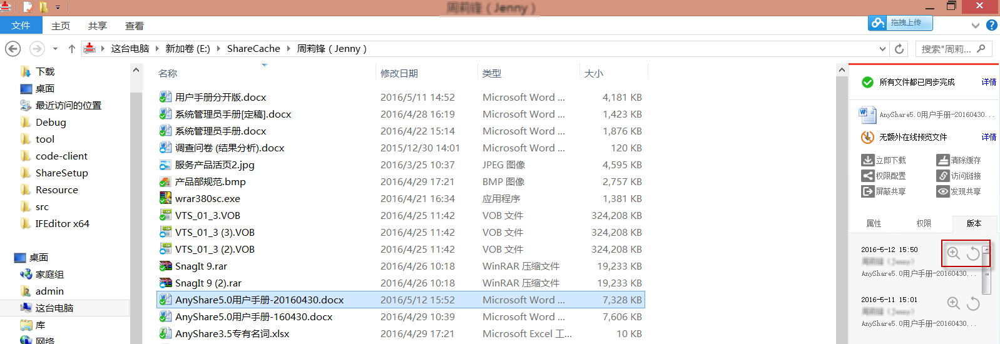 周莉锋（Jenny）
文件 主页 共享 查看
拖拽上传
这台电脑 新加卷 (E:) ShareCache 周莉锋（Jenny）
搜索"周莉...
下载
桌面
最近访问的位置
Debug
tool
code-client
ShareSetup
Resource
src
IFEditor x64
桌面
家庭组
admin
这台电脑
库
网络
名称 修改日期 类型 大小
用户手册分开版.docx 2016/5/11 14:52 Microsoft Word ... 4,181 KB
系统管理员手册[定稿].docx 2016/4/28 16:19 Microsoft Word ... 1,423 KB
系统管理员手册.docx 2016/4/22 15:14 Microsoft Word ... 1,876 KB
调查问卷 (结果分析).docx 2015/12/30 14:01 Microsoft Word ... 120 KB
服务产品活页2.jpg 2016/3/25 10:37 JPEG 图像 4,595 KB
产品部规范.bmp 2016/4/29 17:21 BMP 图像 2,757 KB
wrar380sc.exe 2016/4/21 16:34 应用程序 1,381 KB
VTS_01_3.VOB 2016/4/25 11:42 VOB 文件 324,208 KB
VTS_01_3 (3).VOB 2016/4/25 11:42 VOB 文件 324,208 KB
VTS_01_3 (2).VOB 2016/4/25 11:42 VOB 文件 324,208 KB
SnagIt 9.rar 2016/4/26 10:18 WinRAR 压缩文件 19,233 KB
SnagIt 9 (2).rar 2016/4/26 10:18 WinRAR 压缩文件 19,233 KB
AnyShare5.0用户手册-20160430.docx 2016/5/12 15:52 Microsoft Word ... 7,328 KB
AnyShare5.0用户手册-160430.docx 2016/4/29 10:39 Microsoft Word ... 7,606 KB
AnyShare3.5专有名词.xlsx 2016/4/29 17:21 Microsoft Excel 工... 10 KB
所有文件都已同步完成 详情
AnyShare5.0用户手册-20160430...
无额外在线预览文件 详情
立即下载 清除缓存
权限配置 访问链接
屏蔽共享 发现共享
属性 权限 版本
2016-5-12 15:50
周莉锋（Jenny）
AnyShare5.0用户手册-20160430...
2016-5-11 15:01
周莉锋（Jenny）
AnyShare5.0用户手册-20160430...